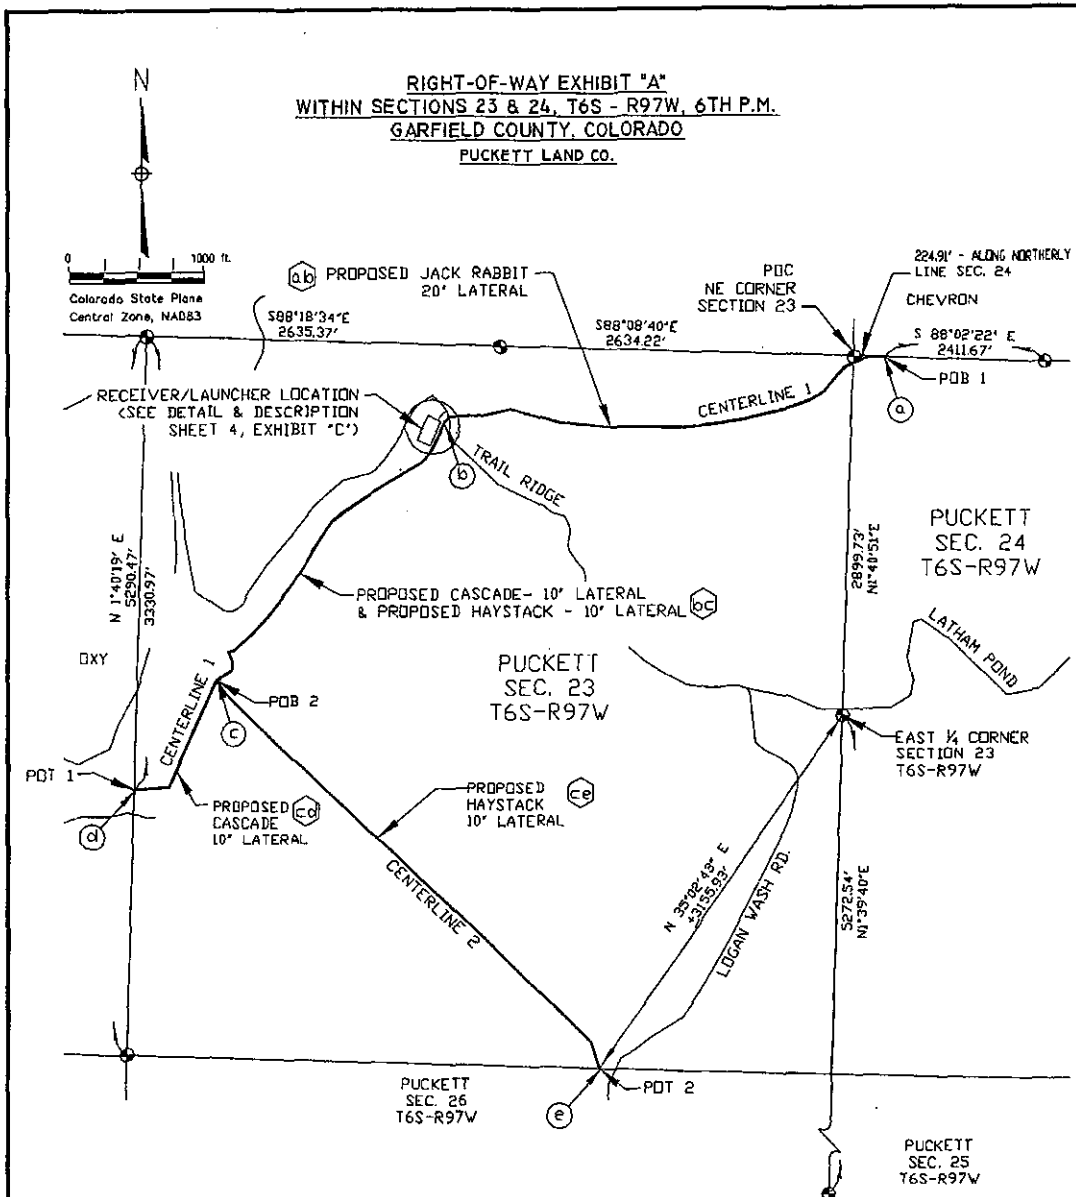 RIGHT-OF-WAY EXHIBIT "A"
WITHIN SECTIONS 23 & 24, T6S - R97W, 6TH P.M.
GARFIELD COUNTY, COLORADO
PUCKETT LAND CO.
N
0 1000 ft.
Colorado State Plane
Central Zone, NAD83
ab
PROPOSED JACK RABBIT
20" LATERAL
POC
NE CORNER
SECTION 23
224.91' - ALONG NORTHERLY
LINE SEC. 24
CHEVRON
S88°18'34"E
2635.37'
S88°08'40"E
2634.22'
S 88°02'22" E
2411.67'
POB 1
a
RECEIVER/LAUNCHER LOCATION
(SEE DETAIL & DESCRIPTION
SHEET 4, EXHIBIT "C")
CENTERLINE 1
b
TRAIL RIDGE
PUCKETT
SEC. 24
T6S-R97W
N 1°40'19" E
5290.47'
3330.97'
2899.73'
N1°40'51"E
PROPOSED CASCADE- 10" LATERAL
& PROPOSED HAYSTACK - 10" LATERAL
bc
OXY
PUCKETT
SEC. 23
T6S-R97W
LATHAM POND
CENTERLINE 1
POB 2
c
EAST ¼ CORNER
SECTION 23
T6S-R97W
POT 1
d
PROPOSED
CASCADE
10" LATERAL
cd
PROPOSED
HAYSTACK
10" LATERAL
ce
CENTERLINE 2
N 35°02'43" E
+3155.93'
LOGAN WASH RD.
5272.54'
N1°39'40"E
PUCKETT
SEC. 26
T6S-R97W
e
POT 2
PUCKETT
SEC. 25
T6S-R97W